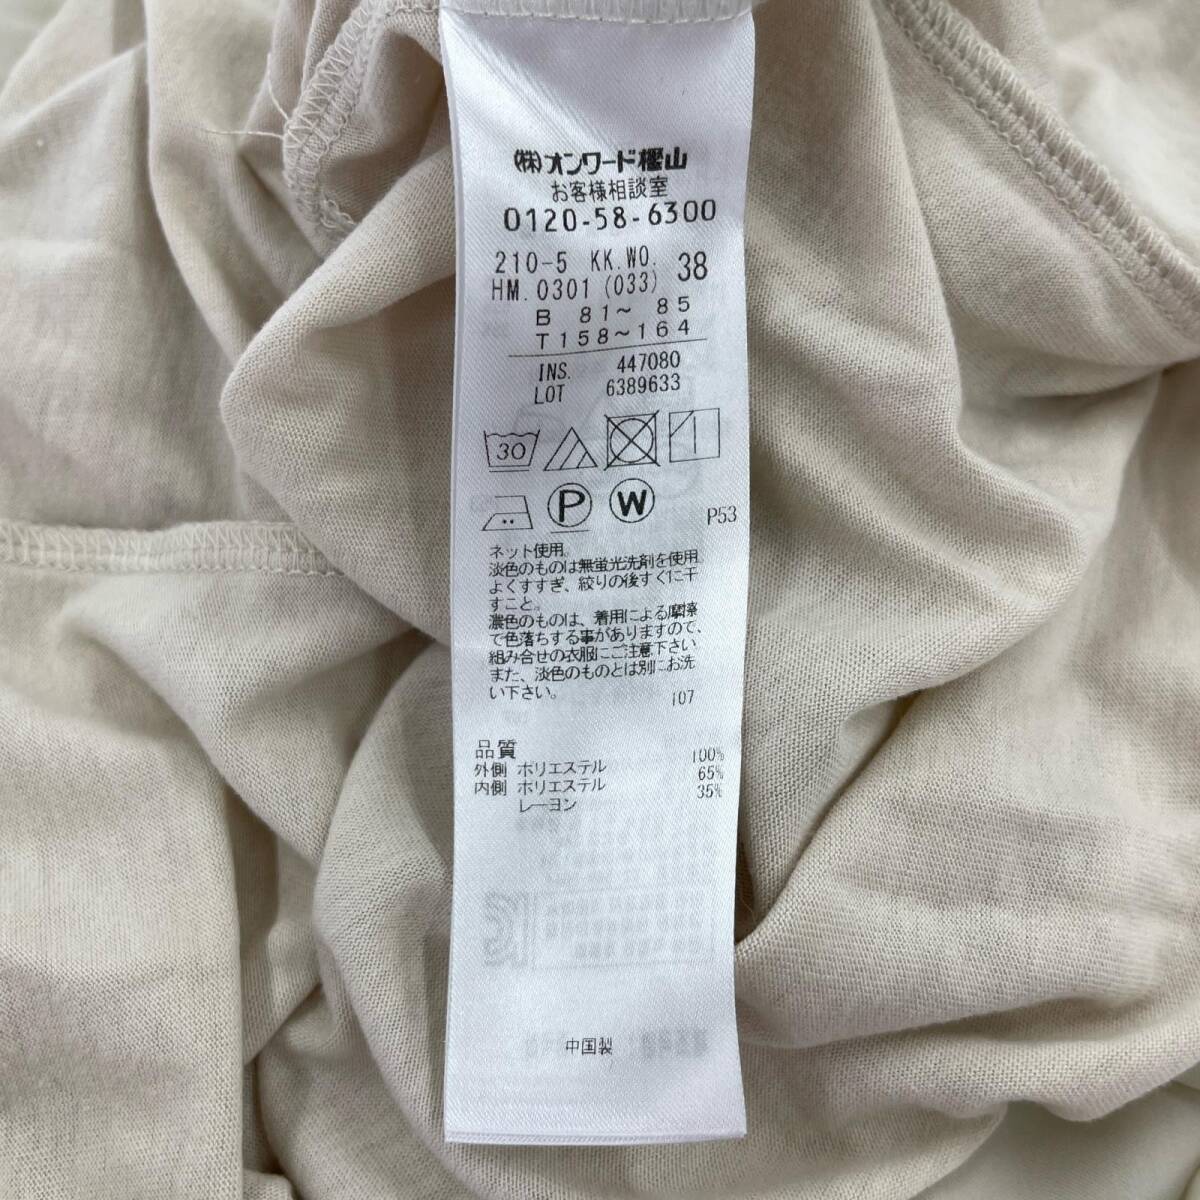 (株)オンワード樫山
お客様相談室
0120-58-6300
210-5 KK.WO. 38
HM.0301(033)
B 81～ 85
T158～164
INS. 447080
LOT 6389633
30
P W
P53
ネット使用。
淡色のものは無蛍光洗剤を使用。
よくすすぎ、絞りの後すぐに干
すこと。
濃色のものは、着用による摩擦
で色落ちする事がありますので、
組み合せの衣服にご注意下さい
また、淡色のものとは別にお洗
い下さい。
107
品質
外側 ポリエステル 100%
内側 ポリエステル 65%
レーヨン 35%
中国製